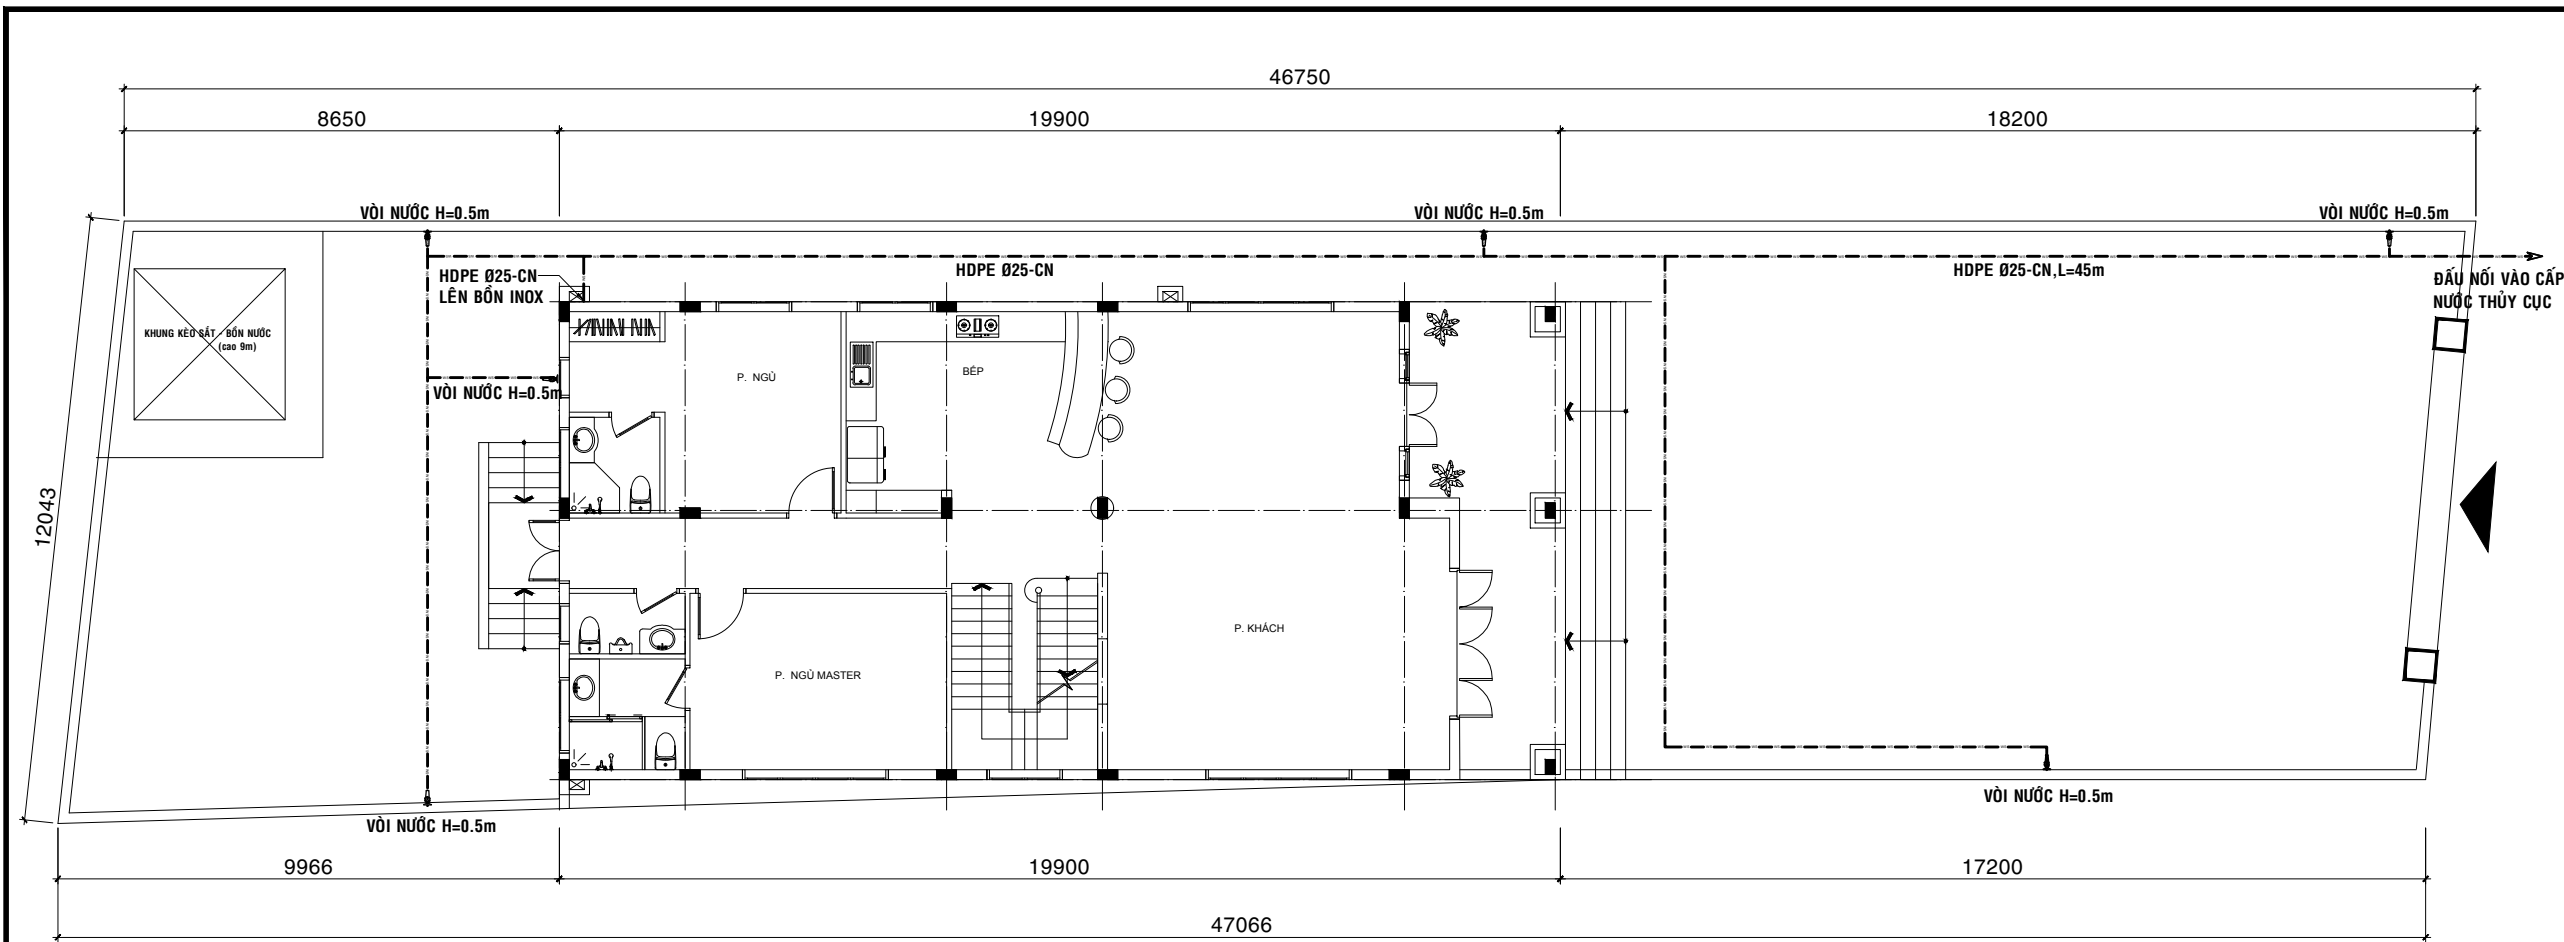 46750
8650
19900
18200
VÒI NƯỚC H=0.5m
VÒI NƯỚC H=0.5m
VÒI NƯỚC H=0.5m
HDPE Ø25-CN
LÊN BỒN INOX
HDPE Ø25-CN
HDPE Ø25-CN,L=45m
ĐẤU NỐI VÀO CẤP
NƯỚC THỦY CỤC
KHUNG KÈO SẮT - BỒN NƯỚC
(cao 9m)
VÒI NƯỚC H=0.5m
P. NGỦ
BẾP
12043
P. KHÁCH
P. NGỦ MASTER
VÒI NƯỚC H=0.5m
VÒI NƯỚC H=0.5m
9966
19900
17200
47066